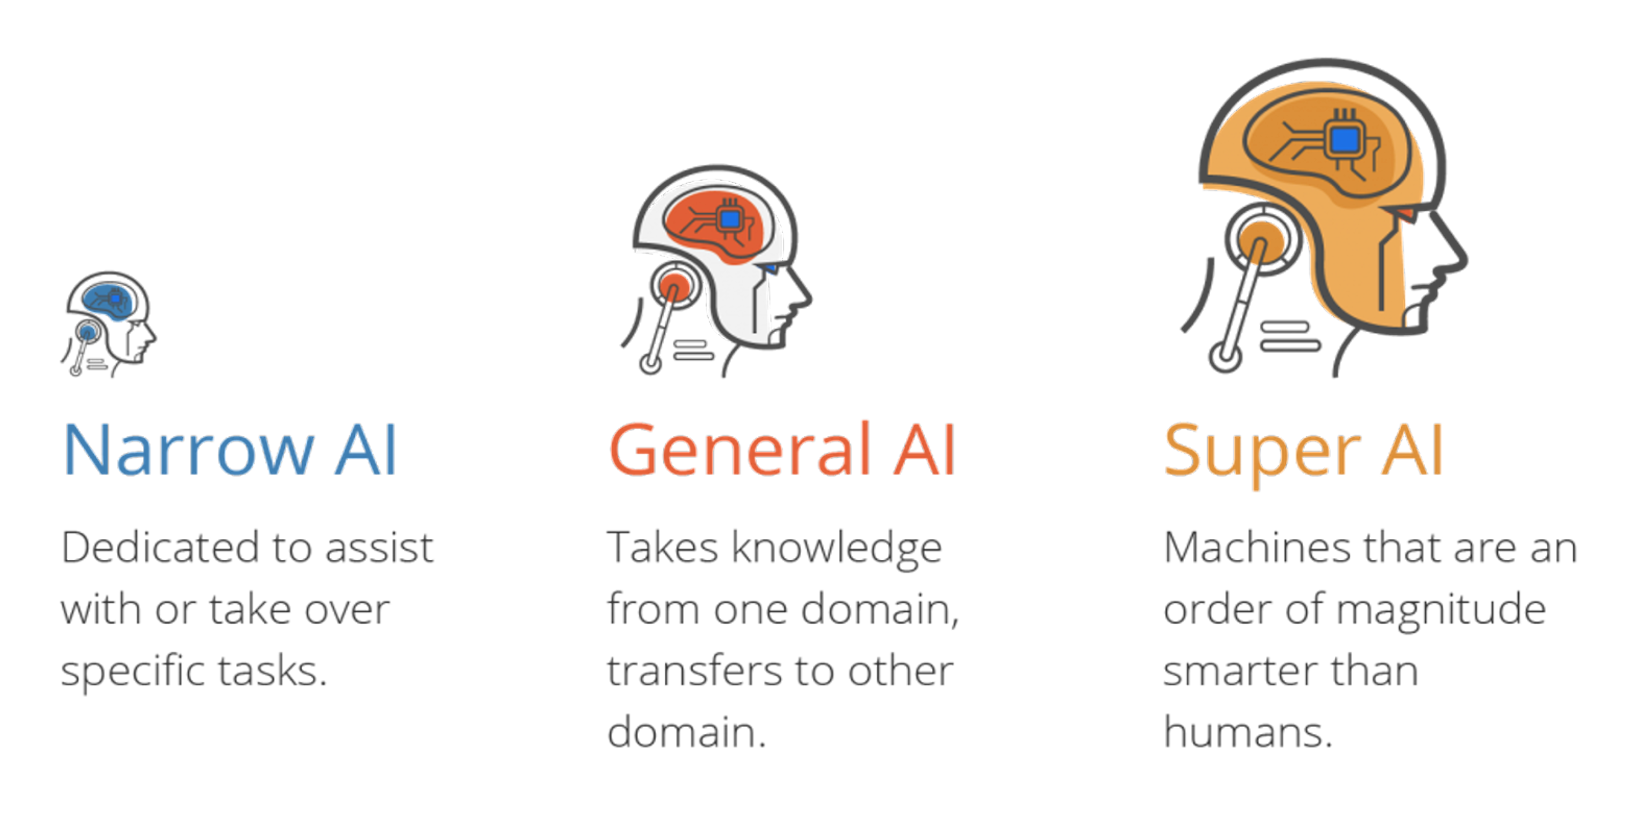 Narrow AI
Dedicated to assist
with or take over
specific tasks.
General AI
Takes knowledge
from one domain,
transfers to other
domain.
Super AI
Machines that are an
order of magnitude
smarter than
humans.